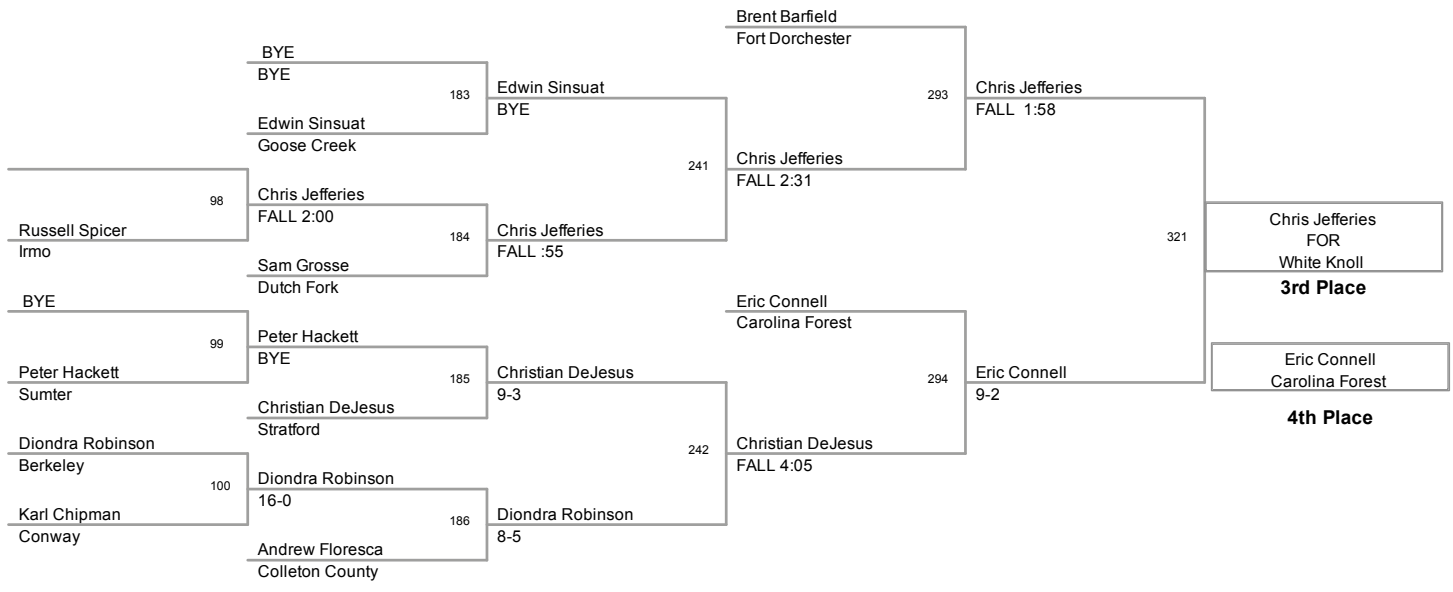 Brent Barfield
Fort Dorchester
BYE
BYE
183
Edwin Sinsuat
BYE
293
Chris Jefferies
FALL 1:58
Edwin Sinsuat
Goose Creek
241
Chris Jefferies
FALL 2:31
98
Chris Jefferies
FALL 2:00
Russell Spicer
Irmo
184
Chris Jefferies
FALL :55
321
Chris Jefferies
FOR
White Knoll
3rd Place
Sam Grosse
Dutch Fork
BYE
Eric Connell
Carolina Forest
99
Peter Hackett
BYE
Peter Hackett
Sumter
185
Christian DeJesus
9-3
294
Eric Connell
9-2
Eric Connell
Carolina Forest
4th Place
Christian DeJesus
Stratford
Diondra Robinson
Berkeley
242
Christian DeJesus
FALL 4:05
100
Diondra Robinson
16-0
Karl Chipman
Conway
186
Diondra Robinson
8-5
Andrew Floresca
Colleton County